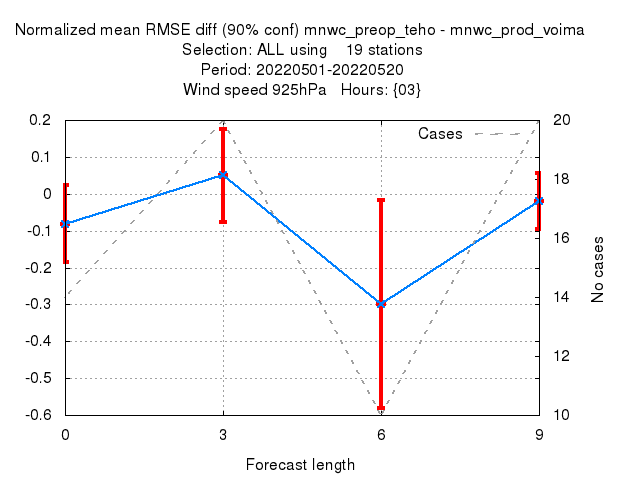 Normalized mean RMSE diff (90% conf) mnwc_preop_teho - mnwc_prod_voima
Selection: ALL using 19 stations
Period: 20220501-20220520
Wind speed 925hPa Hours: {03}
Cases
0.2
0.1
0
-0.1
-0.2
-0.3
-0.4
-0.5
-0.6
20
18
16
14
12
10
No cases
0 3 6 9
Forecast length